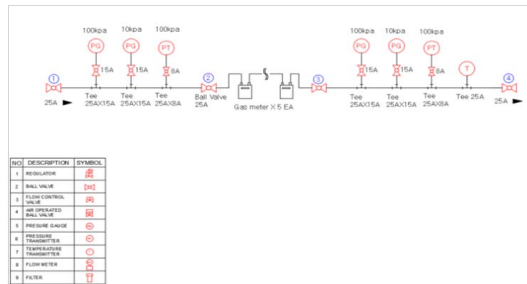 100kpa 10kpa 100kpa
PG PG PT
15A 15A 8A
1 2 3 4
25A
Tee 25AX15A
Tee 25AX15A
Tee 25AX8A
Ball Valve 25A
Gas meter X 5 EA
100kpa 10kpa 100kpa
PG PG PT T
15A 15A 8A
Tee 25AX15A
Tee 25AX15A
Tee 25AX8A
Tee 25A
25A
NO DESCRIPTION SYMBOL
1 REGULATOR
2 BALL VALVE
3 FLOW CONTROL VALVE
4 AIR OPERATED BALL VALVE
5 PRESURE GAUGE
6 PRESSURE TRANSMITTER
7 TEMPERATURE TRANSMITTER
8 FLOW METER
9 FILTER